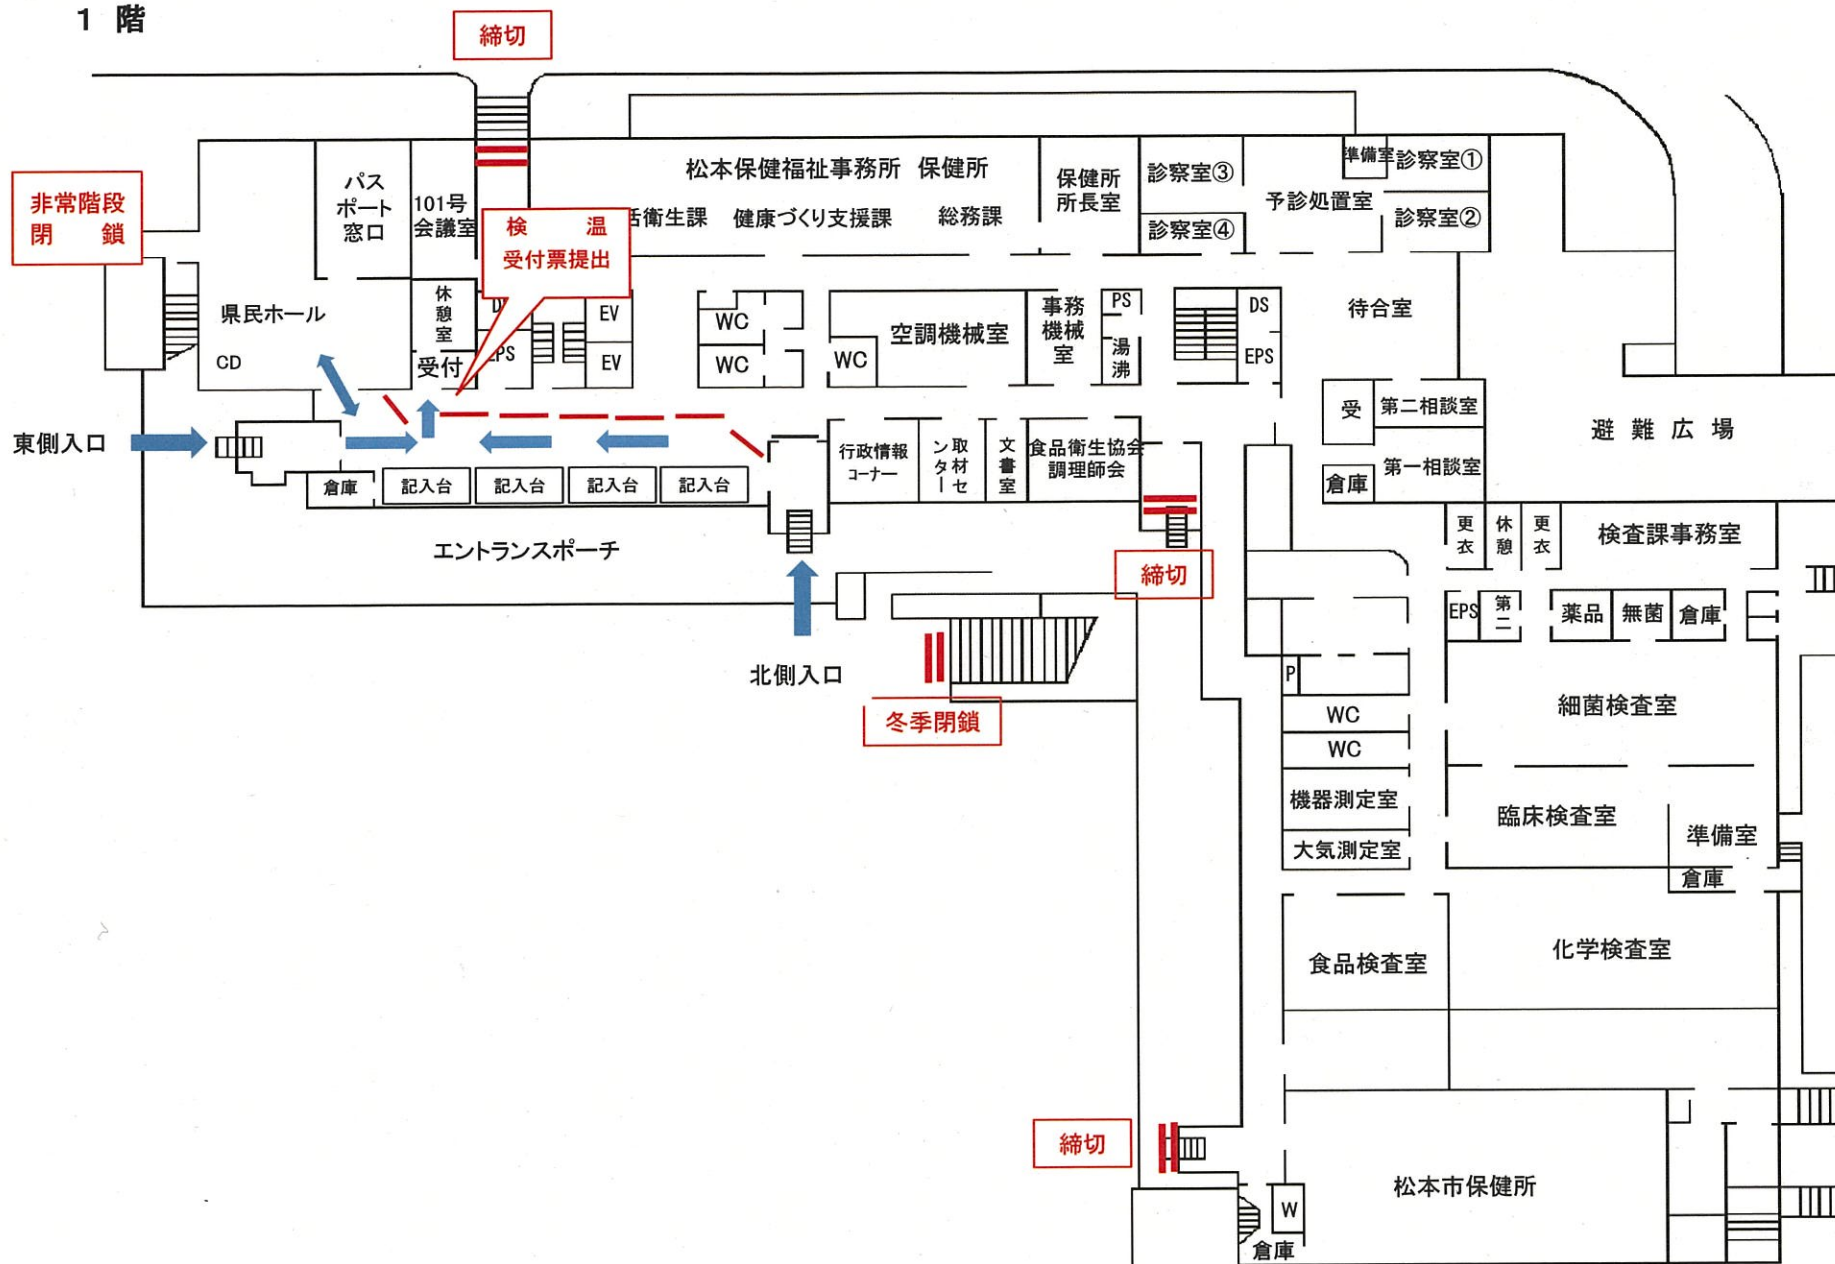 1 階
締切
非常階段
閉 鎖
パス
ポート
窓口
101号
会議室
松本保健福祉事務所 保健所
活衛生課 健康づくり支援課 総務課
検 温
受付票提出
保健所
所長室
診察室③
診察室④
予診処置室
準備室
診察室①
診察室②
県民ホール
CD
休
憩
室
受付
EPS
EV
EV
WC
WC
WC
空調機械室
事務
機械
室
PS
湯
沸
DS
EPS
待合室
受
第二相談室
第一相談室
倉庫
避 難 広 場
東側入口
倉庫
記入台
記入台
記入台
記入台
行政情報
コーナー
取材セ
ンター
文
書
室
食品衛生協会
調理師会
エントランスポーチ
締切
北側入口
冬季閉鎖
更
衣
休
憩
更
衣
検査課事務室
EPS
第
二
薬品
無菌
倉庫
P
WC
WC
機器測定室
大気測定室
細菌検査室
臨床検査室
準備室
倉庫
食品検査室
化学検査室
締切
松本市保健所
W
倉庫